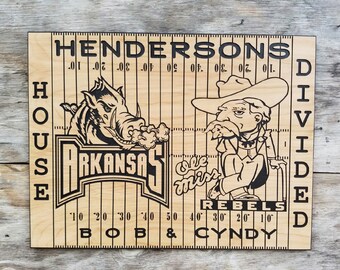 HENDERSONS
HOUSE
DIVIDED
ARKANSAS
Ole Miss
REBELS
BOB & CYNDY